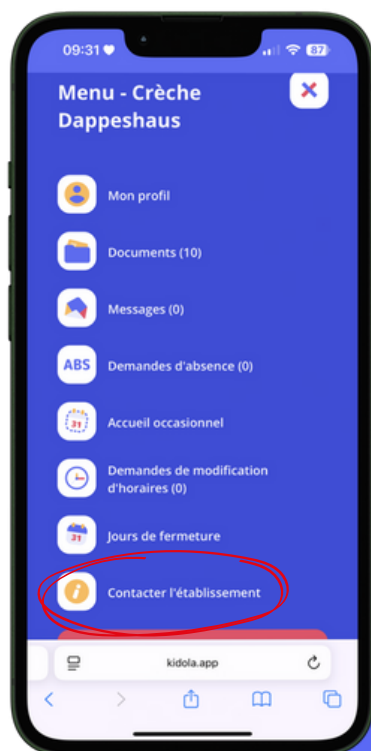 09:31
87
Menu - Crèche
Dappeshaus
Mon profil
Documents (10)
Messages (0)
ABS
Demandes d'absence (0)
31
Accueil occasionnel
Demandes de modification
d'horaires (0)
31
Jours de fermeture
i
Contacter l'établissement
kidola.app